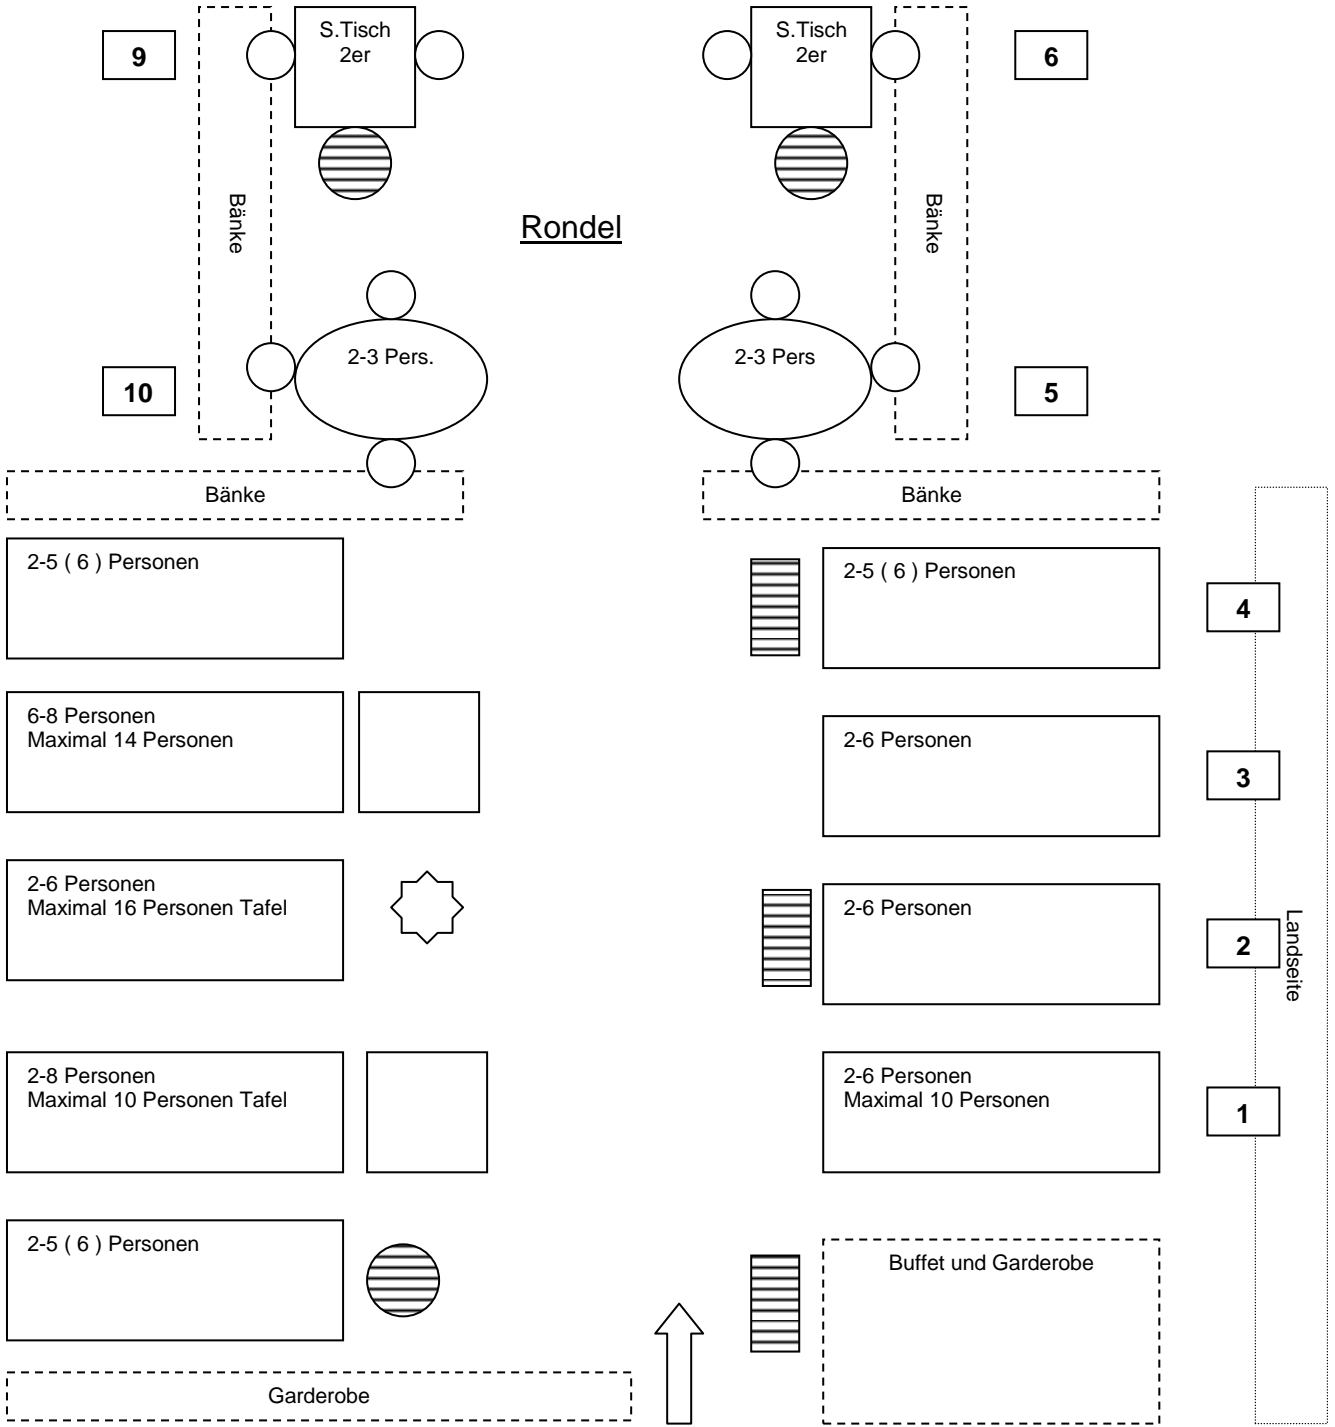 9
S.Tisch
2er
S.Tisch
2er
6
Bänke
Rondel
Bänke
10
2-3 Pers.
2-3 Pers
5
Bänke
Bänke
2-5 ( 6 ) Personen
2-5 ( 6 ) Personen
4
6-8 Personen
Maximal 14 Personen
2-6 Personen
3
2-6 Personen
Maximal 16 Personen Tafel
2-6 Personen
2
Landseite
2-8 Personen
Maximal 10 Personen Tafel
2-6 Personen
Maximal 10 Personen
1
2-5 ( 6 ) Personen
Buffet und Garderobe
Garderobe